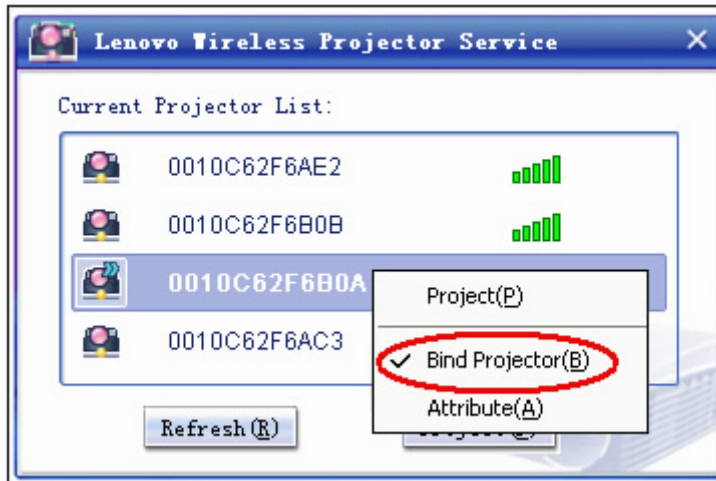 Lenovo Wireless Projector Service
Current Projector List:
0010C62F6AE2
0010C62F6B0B
0010C62F6B0A
Project(P)
0010C62F6AC3
Bind Projector(B)
Attribute(A)
Refresh(R)